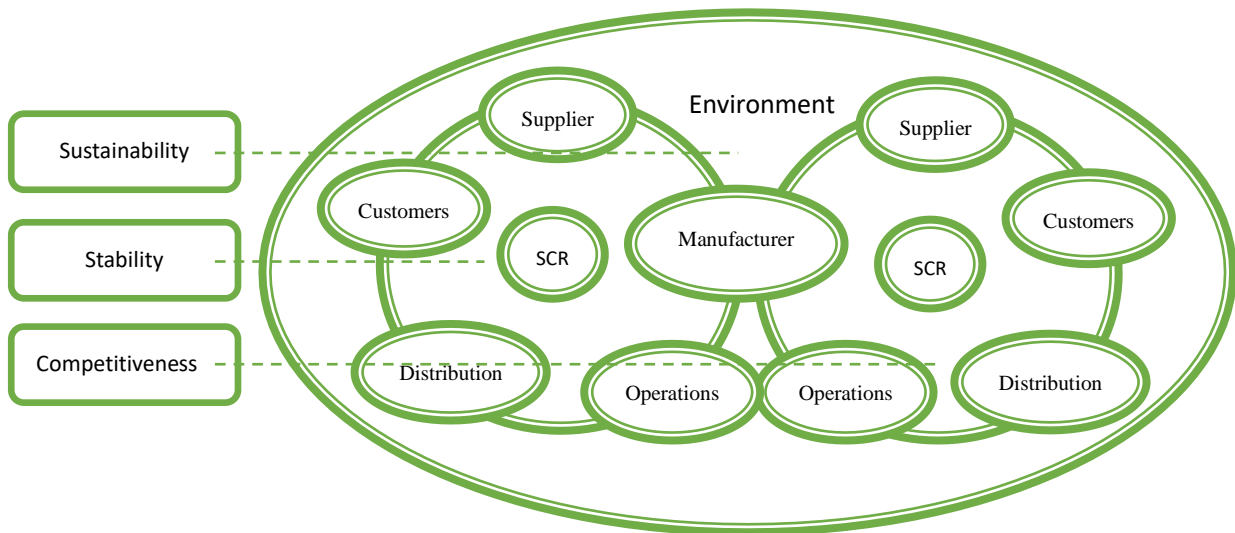 Environment
Supplier
Supplier
Sustainability
Customers
Customers
Manufacturer
Stability
SCR
SCR
Competitiveness
Distribution
Operations
Operations
Distribution